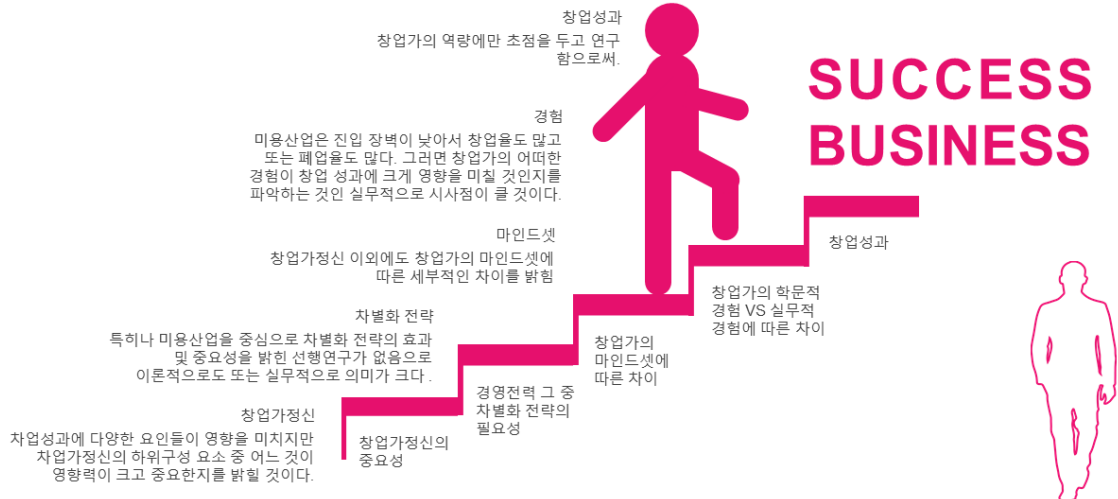 창업성과
창업가의 역량에만 초점을 두고 연구
함으로써.
SUCCESS
BUSINESS
경험
미용산업은 진입 장벽이 낮아서 창업율도 많고
또는 폐업율도 많다. 그러면 창업가의 어떠한
경험이 창업 성과에 크게 영향을 미칠 것인지를
파악하는 것인 실무적으로 시사점이 클 것이다.
마인드셋
창업가정신 이외에도 창업가의 마인드셋에
따른 세부적인 차이를 밝힘
차별화 전략
특히나 미용산업을 중심으로 차별화 전략의 효과
및 중요성을 밝힌 선행연구가 없음으로
이론적으로도 또는 실무적으로 의미가 크다 .
창업가정신
차업성과에 다양한 요인들이 영향을 미치지만
차업가정신의 하위구성 요소 중 어느 것이
영향력이 크고 중요한지를 밝힐 것이다.
창업가정신의
중요성
경영전력 그 중
차별화 전략의
필요성
창업가의
마인드셋에
따른 차이
창업가의 학문적
경험 VS 실무적
경험에 따른 차이
창업성과